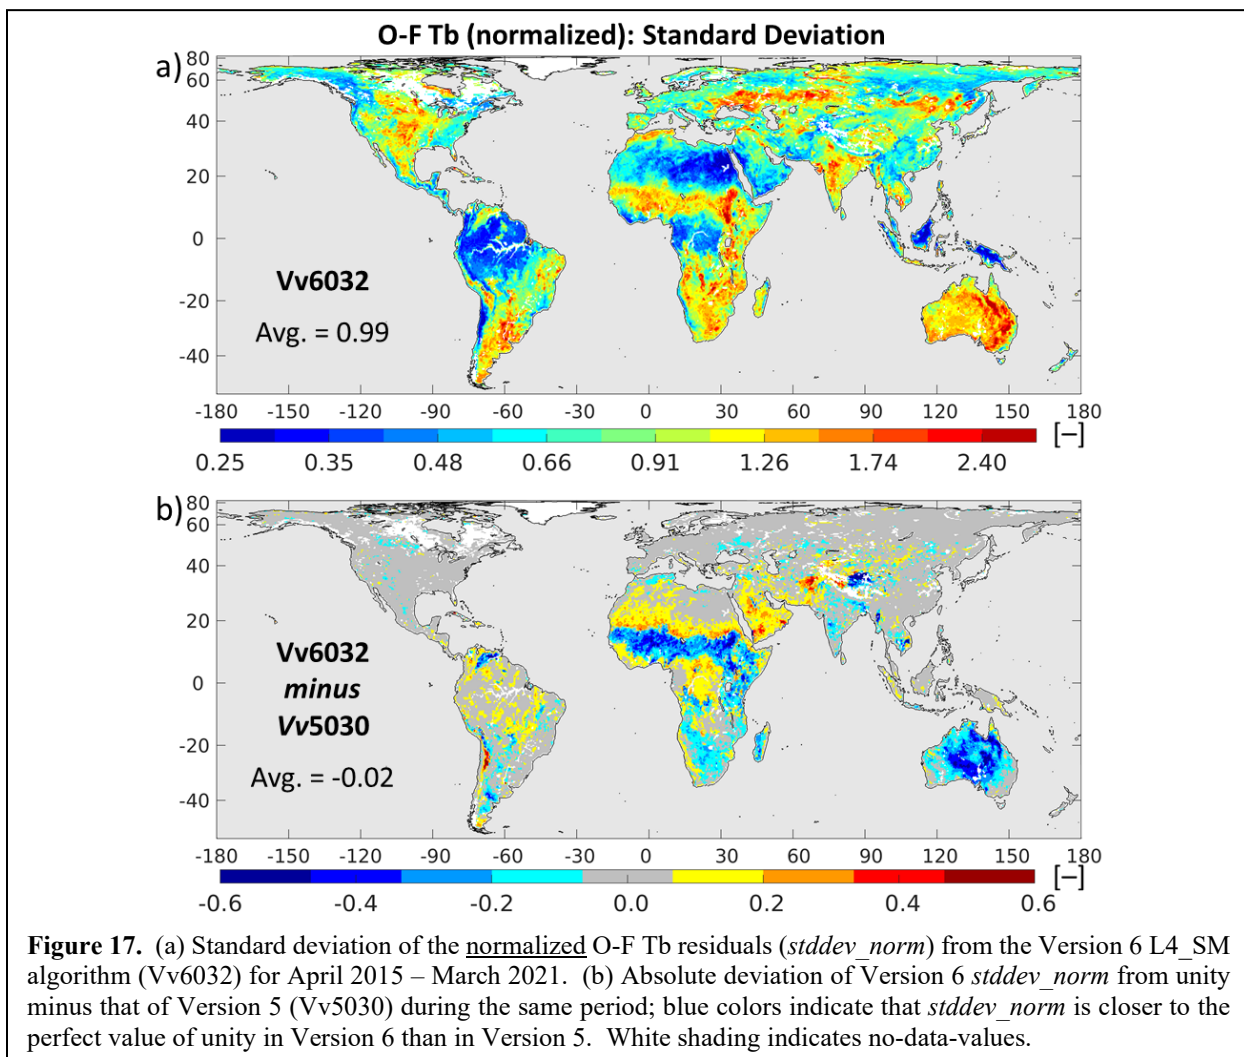 O-F Tb (normalized): Standard Deviation
a)
80
60
40
20
0
-20
-40
Vv6032
Avg. = 0.99
-180 -150 -120 -90 -60 -30 0 30 60 90 120 150 180
[–]
0.25 0.35 0.48 0.66 0.91 1.26 1.74 2.40
b)
80
60
40
20
0
-20
-40
Vv6032
minus
Vv5030
Avg. = -0.02
-180 -150 -120 -90 -60 -30 0 30 60 90 120 150 180
[–]
-0.6 -0.4 -0.2 0.0 0.2 0.4 0.6
Figure 17. (a) Standard deviation of the normalized O-F Tb residuals (stddev_norm) from the Version 6 L4_SM
algorithm (Vv6032) for April 2015 – March 2021. (b) Absolute deviation of Version 6 stddev_norm from unity
minus that of Version 5 (Vv5030) during the same period; blue colors indicate that stddev_norm is closer to the
perfect value of unity in Version 6 than in Version 5. White shading indicates no-data-values.